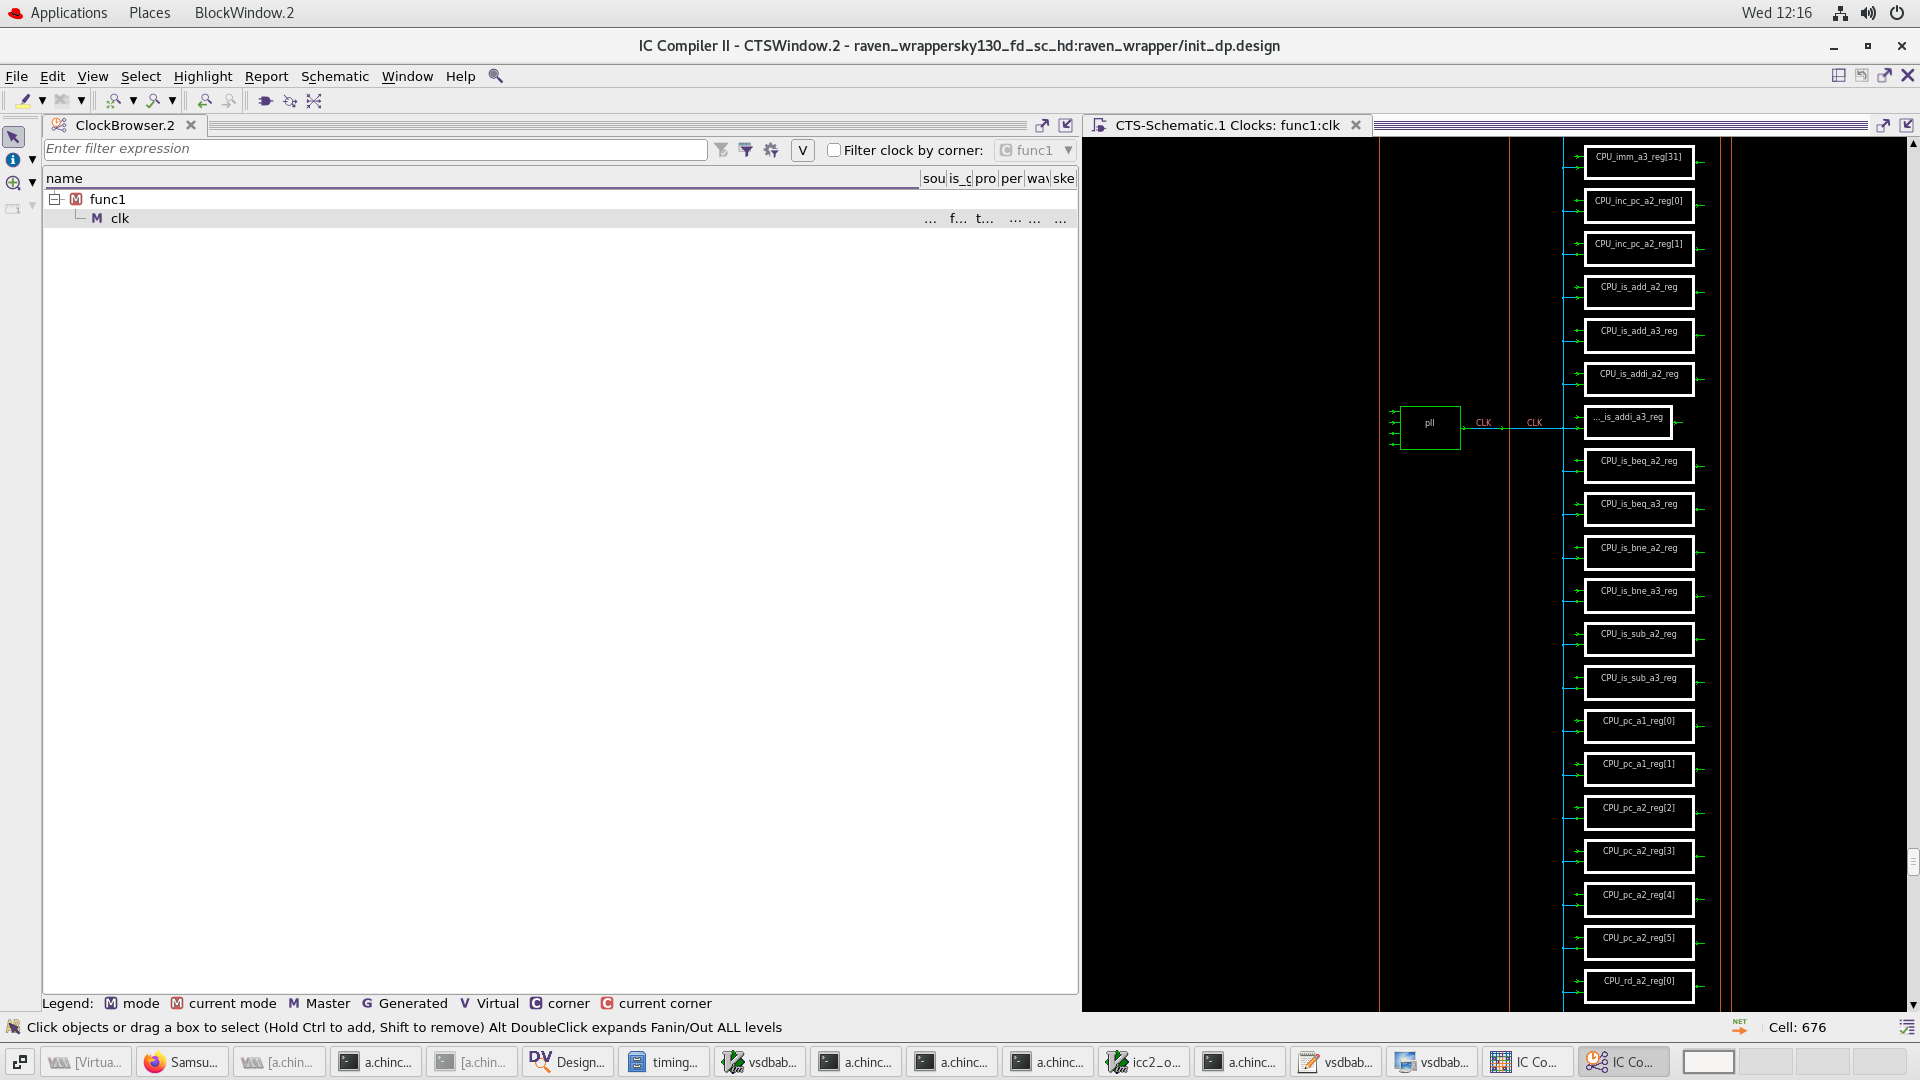 Applications Places BlockWindow.2 Wed 12:16
IC Compiler II - CTSWindow.2 - raven_wrappersky130_fd_sc_hd:raven_wrapper/init_dp.design
File Edit View Select Highlight Report Schematic Window Help
ClockBrowser.2
Enter filter expression V Filter clock by corner: C func1
name sou is_c pro per wav ske
M func1
M clk ... f... t... ... ... ...
Legend: M mode M current mode M Master G Generated V Virtual C corner C current corner
CTS-Schematic.1 Clocks: func1:clk
CPU_imm_a3_reg[31]
CPU_inc_pc_a2_reg[0]
CPU_inc_pc_a2_reg[1]
CPU_is_add_a2_reg
CPU_is_add_a3_reg
CPU_is_addi_a2_reg
pll CLK CLK ..._is_addi_a3_reg
CPU_is_beq_a2_reg
CPU_is_beq_a3_reg
CPU_is_bne_a2_reg
CPU_is_bne_a3_reg
CPU_is_sub_a2_reg
CPU_is_sub_a3_reg
CPU_pc_a1_reg[0]
CPU_pc_a1_reg[1]
CPU_pc_a2_reg[2]
CPU_pc_a2_reg[3]
CPU_pc_a2_reg[4]
CPU_pc_a2_reg[5]
CPU_rd_a2_reg[0]
Click objects or drag a box to select (Hold Ctrl to add, Shift to remove) Alt DoubleClick expands Fanin/Out ALL levels NET Cell: 676
[Virtua... Samsu... [a.chin... a.chinc... [a.chin... DV Design... timing... vsdbab... a.chinc... a.chinc... a.chinc... icc2_o... a.chinc... vsdbab... vsdbab... IC Co... IC Co...